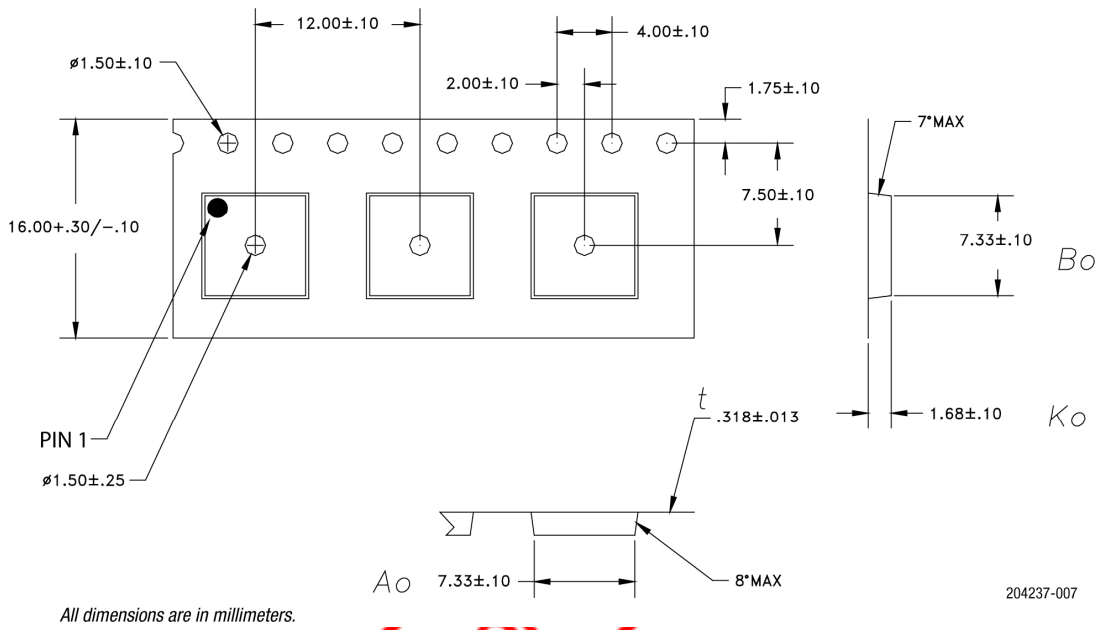 12.00±.10
4.00±.10
ø1.50±.10
2.00±.10
1.75±.10
7°MAX
7.50±.10
16.00+.30/-.10
7.33±.10
Bo
t
.318±.013
1.68±.10
Ko
PIN 1
ø1.50±.25
Ao
7.33±.10
8°MAX
204237-007
All dimensions are in millimeters.